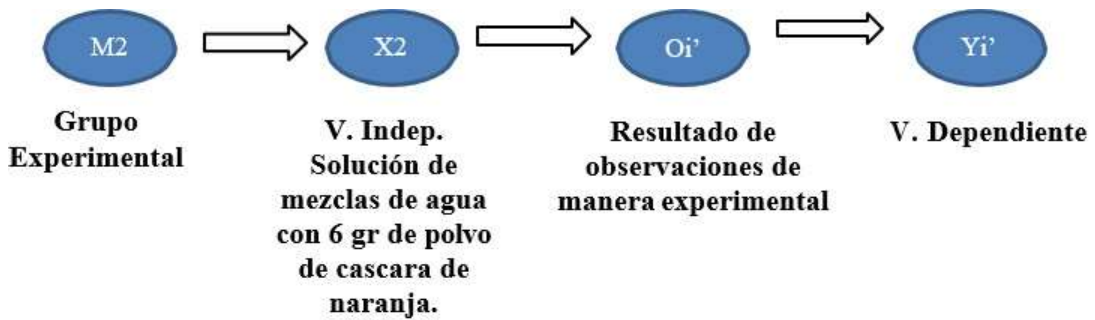 M2
X2
Oi’
Yi’
Grupo
Experimental
V. Indep.
Solución de
mezclas de agua
con 6 gr de polvo
de cascara de
naranja.
Resultado de
observaciones de
manera experimental
V. Dependiente